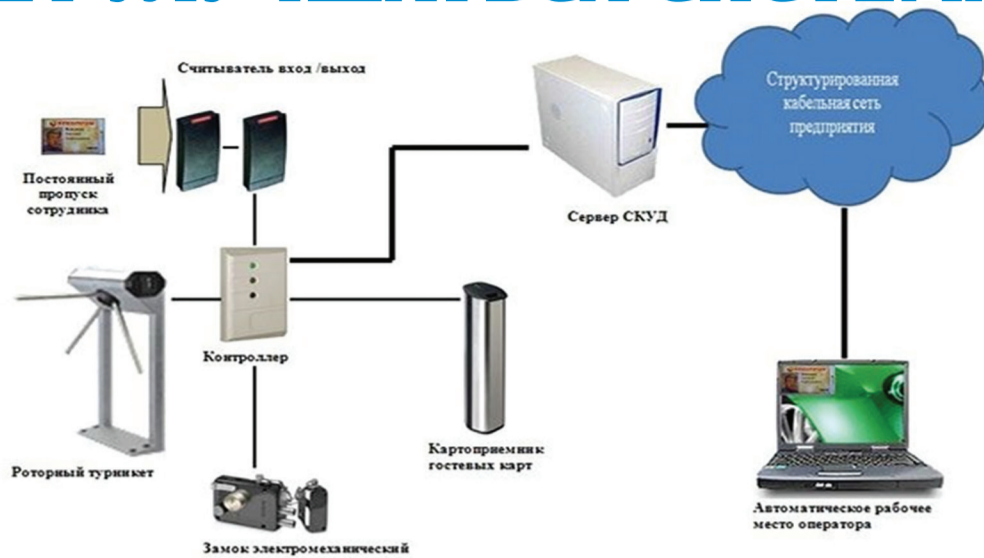 Считыватель вход /выход
Структурированная
кабельная сеть
предприятия
Постоянный
пропуск
сотрудника
Сервер СКУД
Контроллер
Картоприемник
гостевых карт
Роторный турникет
Автоматическое рабочее
место оператора
Замок электромеханический